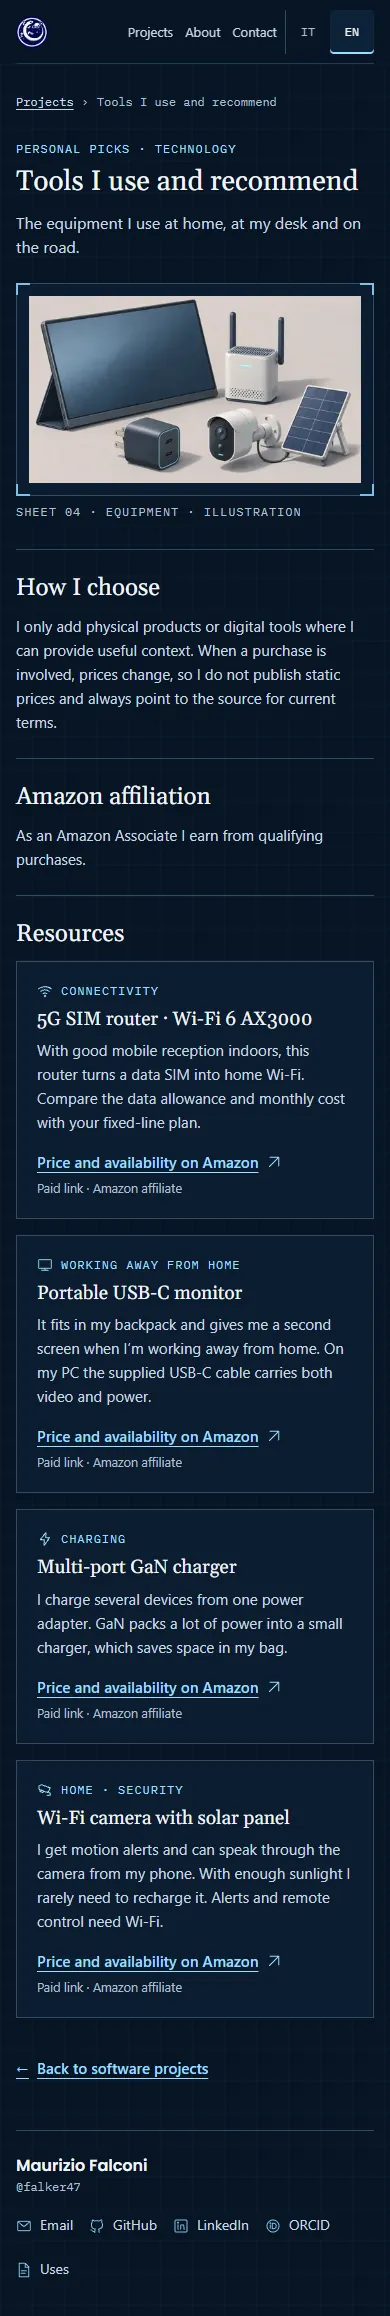 Projects About Contact IT EN
Projects › Tools I use and recommend
PERSONAL PICKS · TECHNOLOGY
Tools I use and recommend
The equipment I use at home, at my desk and on
the road.
SHEET 04 · EQUIPMENT · ILLUSTRATION
How I choose
I only add physical products or digital tools where I
can provide useful context. When a purchase is
involved, prices change, so I do not publish static
prices and always point to the source for current
terms.
Amazon affiliation
As an Amazon Associate I earn from qualifying
purchases.
Resources
CONNECTIVITY
5G SIM router · Wi-Fi 6 AX3000
With good mobile reception indoors, this
router turns a data SIM into home Wi-Fi.
Compare the data allowance and monthly cost
with your fixed-line plan.
Price and availability on Amazon
Paid link · Amazon affiliate
WORKING AWAY FROM HOME
Portable USB-C monitor
It fits in my backpack and gives me a second
screen when I’m working away from home. On
my PC the supplied USB-C cable carries both
video and power.
Price and availability on Amazon
Paid link · Amazon affiliate
CHARGING
Multi-port GaN charger
I charge several devices from one power
adapter. GaN packs a lot of power into a small
charger, which saves space in my bag.
Price and availability on Amazon
Paid link · Amazon affiliate
HOME · SECURITY
Wi-Fi camera with solar panel
I get motion alerts and can speak through the
camera from my phone. With enough sunlight I
rarely need to recharge it. Alerts and remote
control need Wi-Fi.
Price and availability on Amazon
Paid link · Amazon affiliate
← Back to software projects
Maurizio Falconi
@falker47
Email GitHub LinkedIn ORCID
Uses